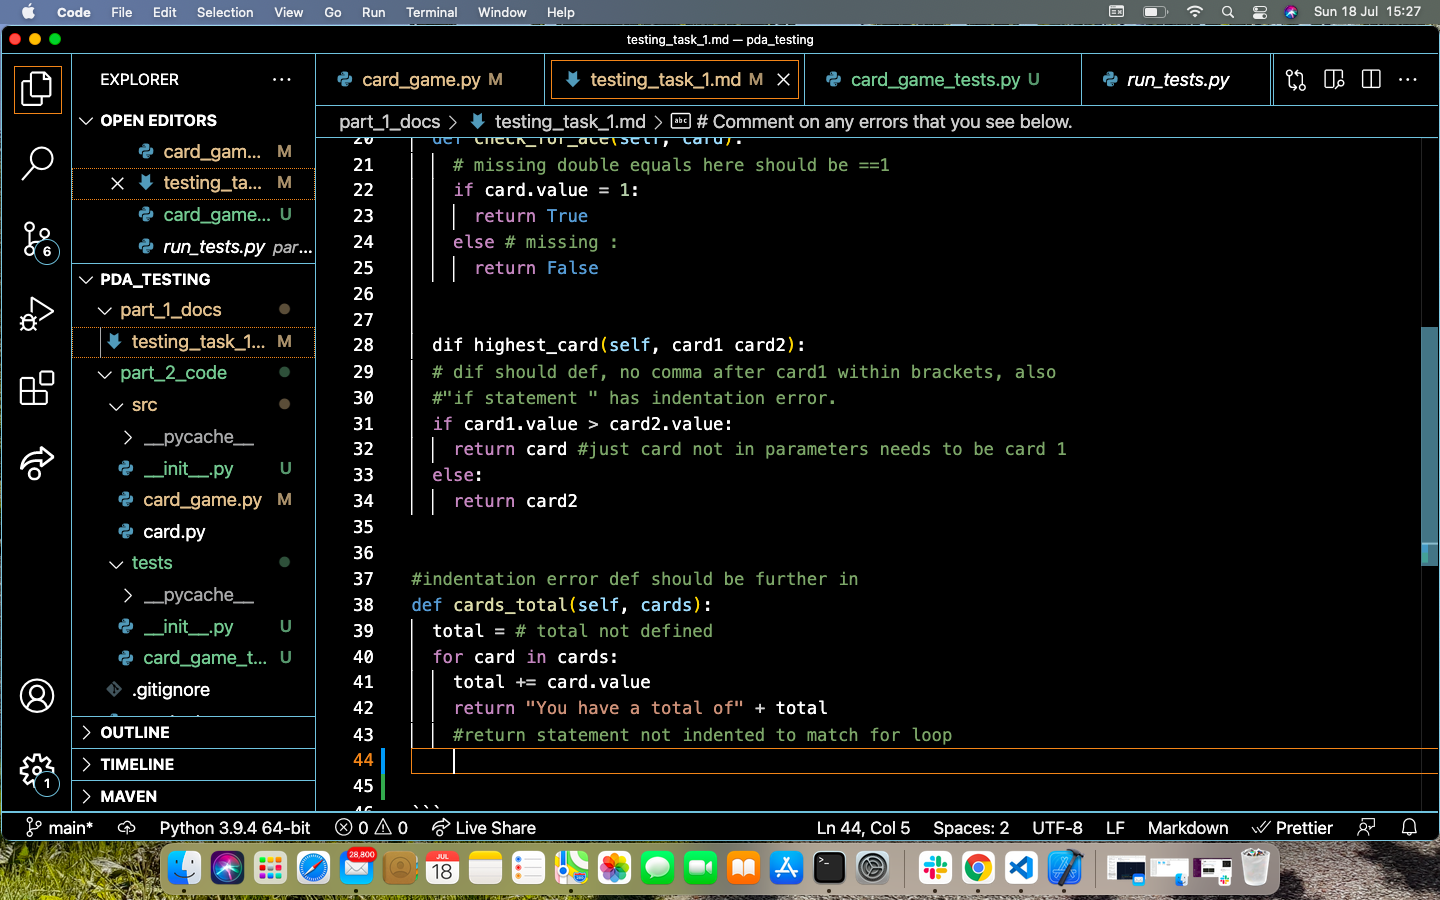 Code File Edit Selection View Go Run Terminal Window Help Sun 18 Jul 15:27
testing_task_1.md — pda_testing
EXPLORER
card_game.py M
testing_task_1.md M
card_game_tests.py U
run_tests.py
part_1_docs > testing_task_1.md > # Comment on any errors that you see below.
OPEN EDITORS
card_gam... M
testing_ta... M
card_game... U
run_tests.py par...
PDA_TESTING
part_1_docs
testing_task_1... M
part_2_code
src
__pycache__
__init__.py U
card_game.py M
card.py
tests
__pycache__
__init__.py U
card_game_t... U
.gitignore
OUTLINE
TIMELINE
MAVEN
6
1
20 def check_for_ace(self, card):
21 # missing double equals here should be ==1
22 if card.value = 1:
23 return True
24 else # missing :
25 return False
26
27
28 dif highest_card(self, card1 card2):
29 # dif should def, no comma after card1 within brackets, also
30 #"if statement " has indentation error.
31 if card1.value > card2.value:
32 return card #just card not in parameters needs to be card 1
33 else:
34 return card2
35
36
37 #indentation error def should be further in
38 def cards_total(self, cards):
39 total = # total not defined
40 for card in cards:
41 total += card.value
42 return "You have a total of" + total
43 #return statement not indented to match for loop
44
45
46 ```
main* Python 3.9.4 64-bit 0 0 Live Share Ln 44, Col 5 Spaces: 2 UTF-8 LF Markdown Prettier
28,800
JUL
18